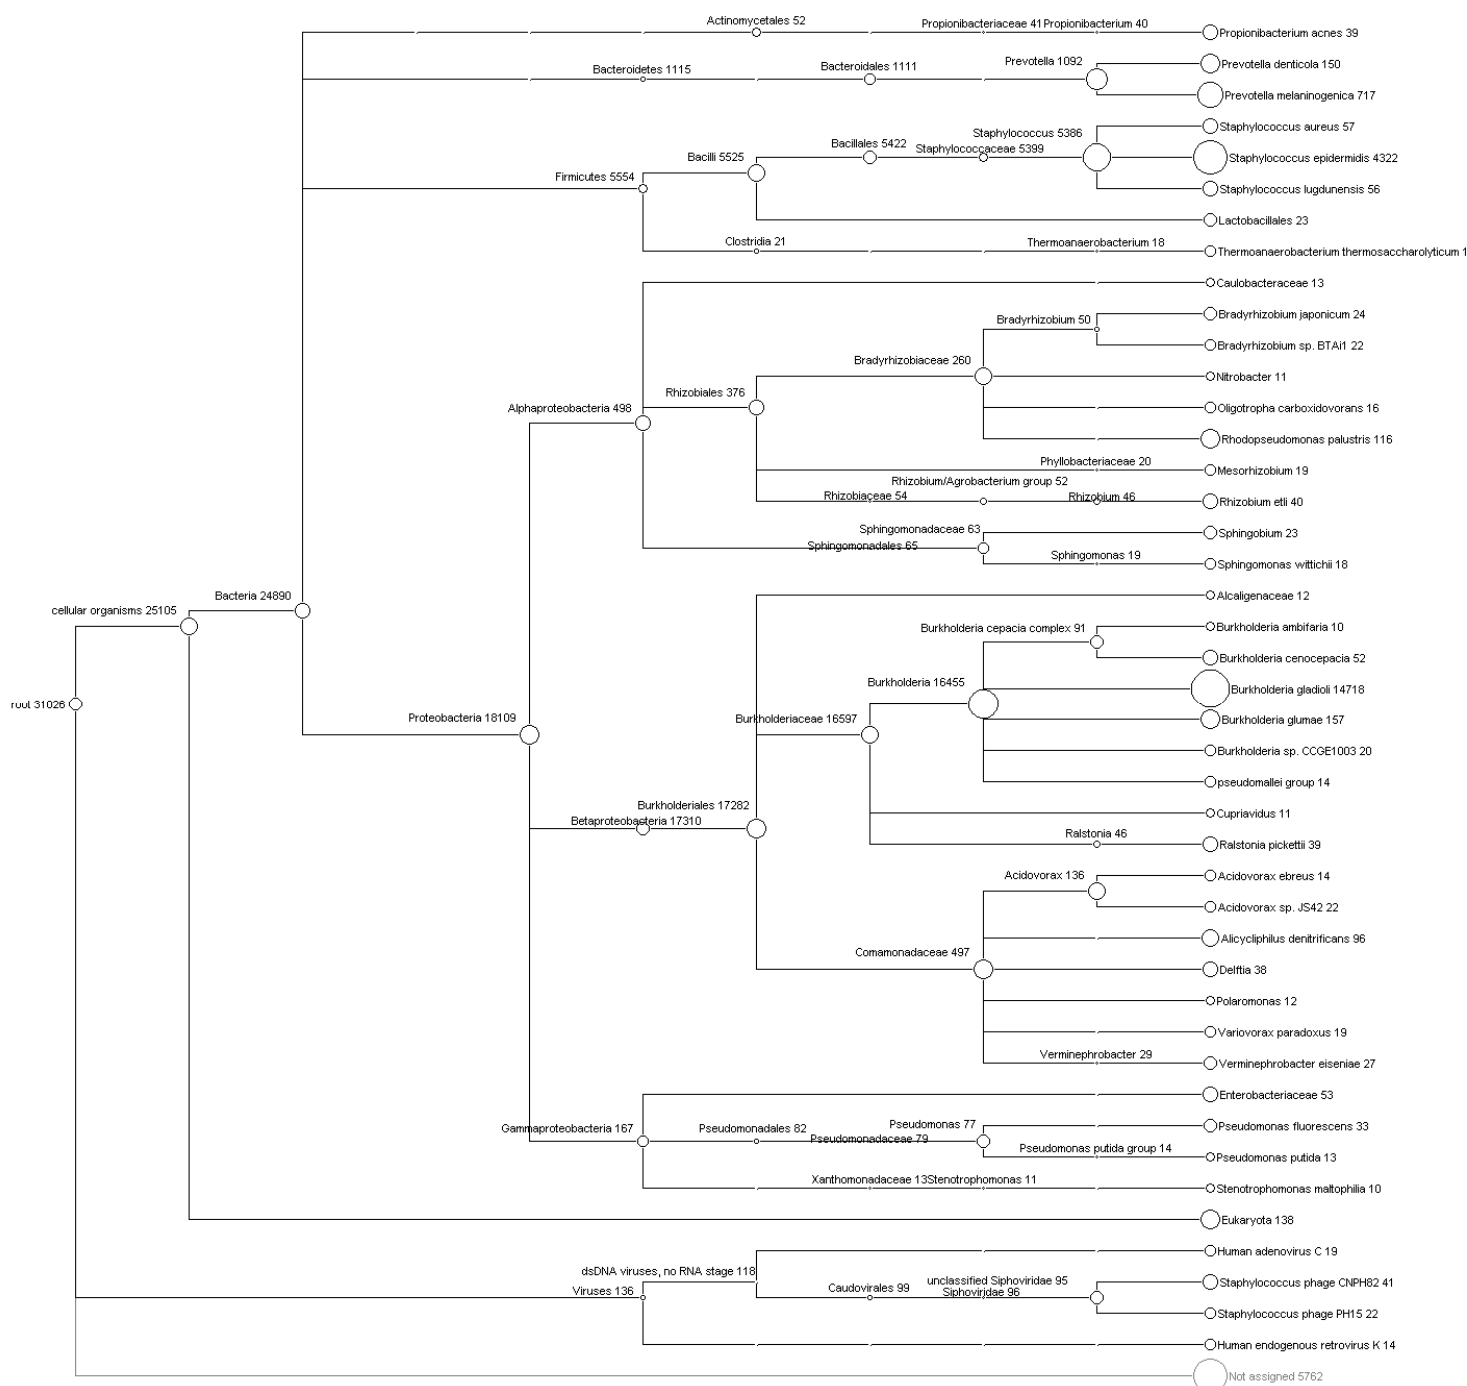 Actinomycetales 52
Propionibacteriaceae 41 Propionibacterium 40
Propionibacterium acnes 39
Prevotella denticola 150
Bacteroidetes 1115
Bacteroidales 1111
Prevotella 1092
Prevotella melaninogenica 717
Staphylococcus aureus 57
Staphylococcus 5386
Bacillales 5422
Staphylococcaceae 5399
Bacilli 5525
Staphylococcus epidermidis 4322
Firmicutes 5554
Staphylococcus lugdunensis 56
Lactobacillales 23
Clostridia 21
Thermoanaerobacterium 18
Thermoanaerobacterium thermosaccharolyticum 1
Caulobacteraceae 13
Bradyrhizobium japonicum 24
Bradyrhizobium 50
Bradyrhizobium sp. BTAi1 22
Bradyrhizobiaceae 260
Nitrobacter 11
Rhizobiales 376
Oligotropha carboxidovorans 16
Alphaproteobacteria 498
Rhodopseudomonas palustris 116
Phyllobacteriaceae 20
Mesorhizobium 19
Rhizobium/Agrobacterium group 52
Rhizobiaceae 54
Rhizobium 46
Rhizobium etli 40
Sphingomonadaceae 63
Sphingobium 23
Sphingomonadales 65
Sphingomonas 19
Sphingomonas wittichii 18
Bacteria 24890
Alcaligenaceae 12
cellular organisms 25105
Burkholderia cepacia complex 91
Burkholderia ambifaria 10
Burkholderia cenocepacia 52
Burkholderia 16455
Burkholderia gladioli 14718
root 31026
Proteobacteria 18109
Burkholderiaceae 16597
Burkholderia glumae 157
Burkholderia sp. CCGE1003 20
pseudomallei group 14
Burkholderiales 17282
Betaproteobacteria 17310
Cupriavidus 11
Ralstonia 46
Ralstonia pickettii 39
Acidovorax 136
Acidovorax ebreus 14
Acidovorax sp. JS42 22
Alicycliphilus denitrificans 96
Comamonadaceae 497
Delftia 38
Polaromonas 12
Variovorax paradoxus 19
Verminephrobacter 29
Verminephrobacter eiseniae 27
Enterobacteriaceae 53
Gammaproteobacteria 167
Pseudomonadales 82
Pseudomonas 77
Pseudomonadaceae 79
Pseudomonas fluorescens 33
Pseudomonas putida group 14
Pseudomonas putida 13
Xanthomonadaceae 13 Stenotrophomonas 11
Stenotrophomonas maltophilia 10
Eukaryota 138
Human adenovirus C 19
dsDNA viruses, no RNA stage 118
Viruses 136
Caudovirales 99
unclassified Siphoviridae 95
Siphoviridae 96
Staphylococcus phage CNPH82 41
Staphylococcus phage PH15 22
Human endogenous retrovirus K 14
Not assigned 5762